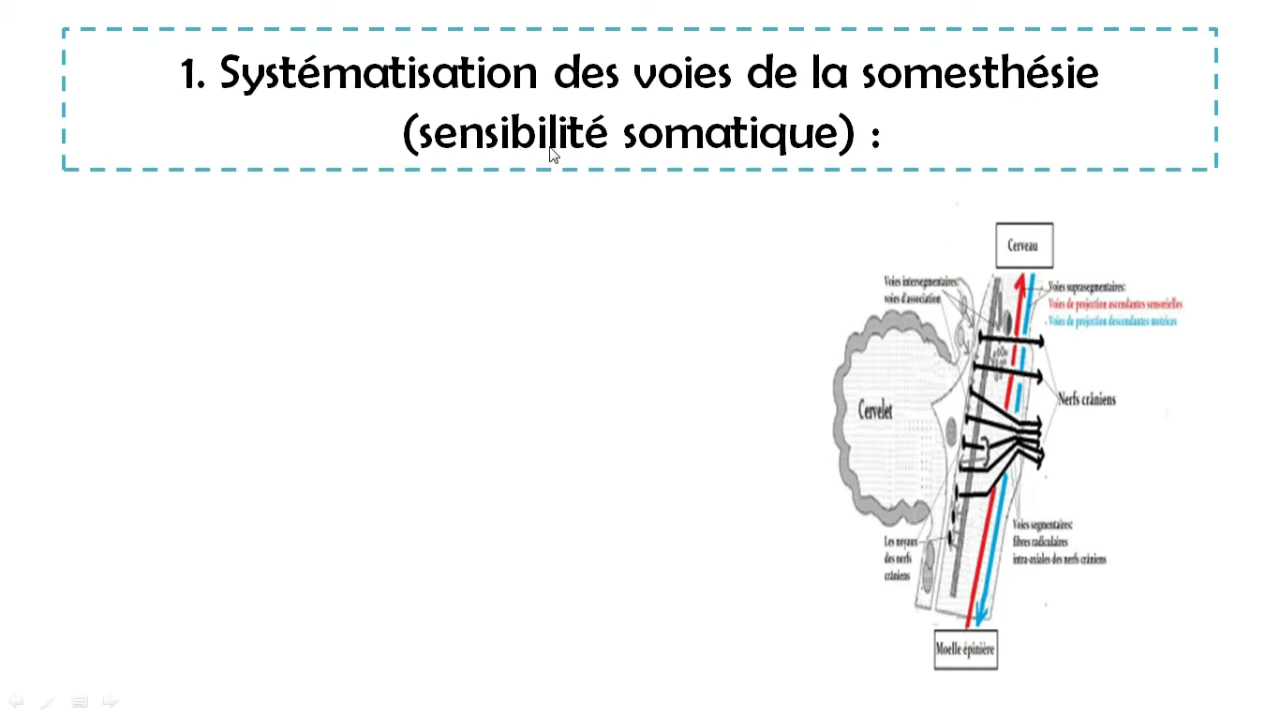 1. Systématisation des voies de la somesthésie
(sensibilité somatique) :
Cerveau
Voies intersegmentaires:
voies d'association
Voies suprasegmentaires:
Voies de projection ascendantes sensorielles
Voies de projection descendantes motrices
Nerfs crâniens
Cervelet
Voies segmentaires:
fibres radiculaires
intra-axiales des nerfs crâniens
Les noyaux
des nerfs
crâniens
Moelle épinière